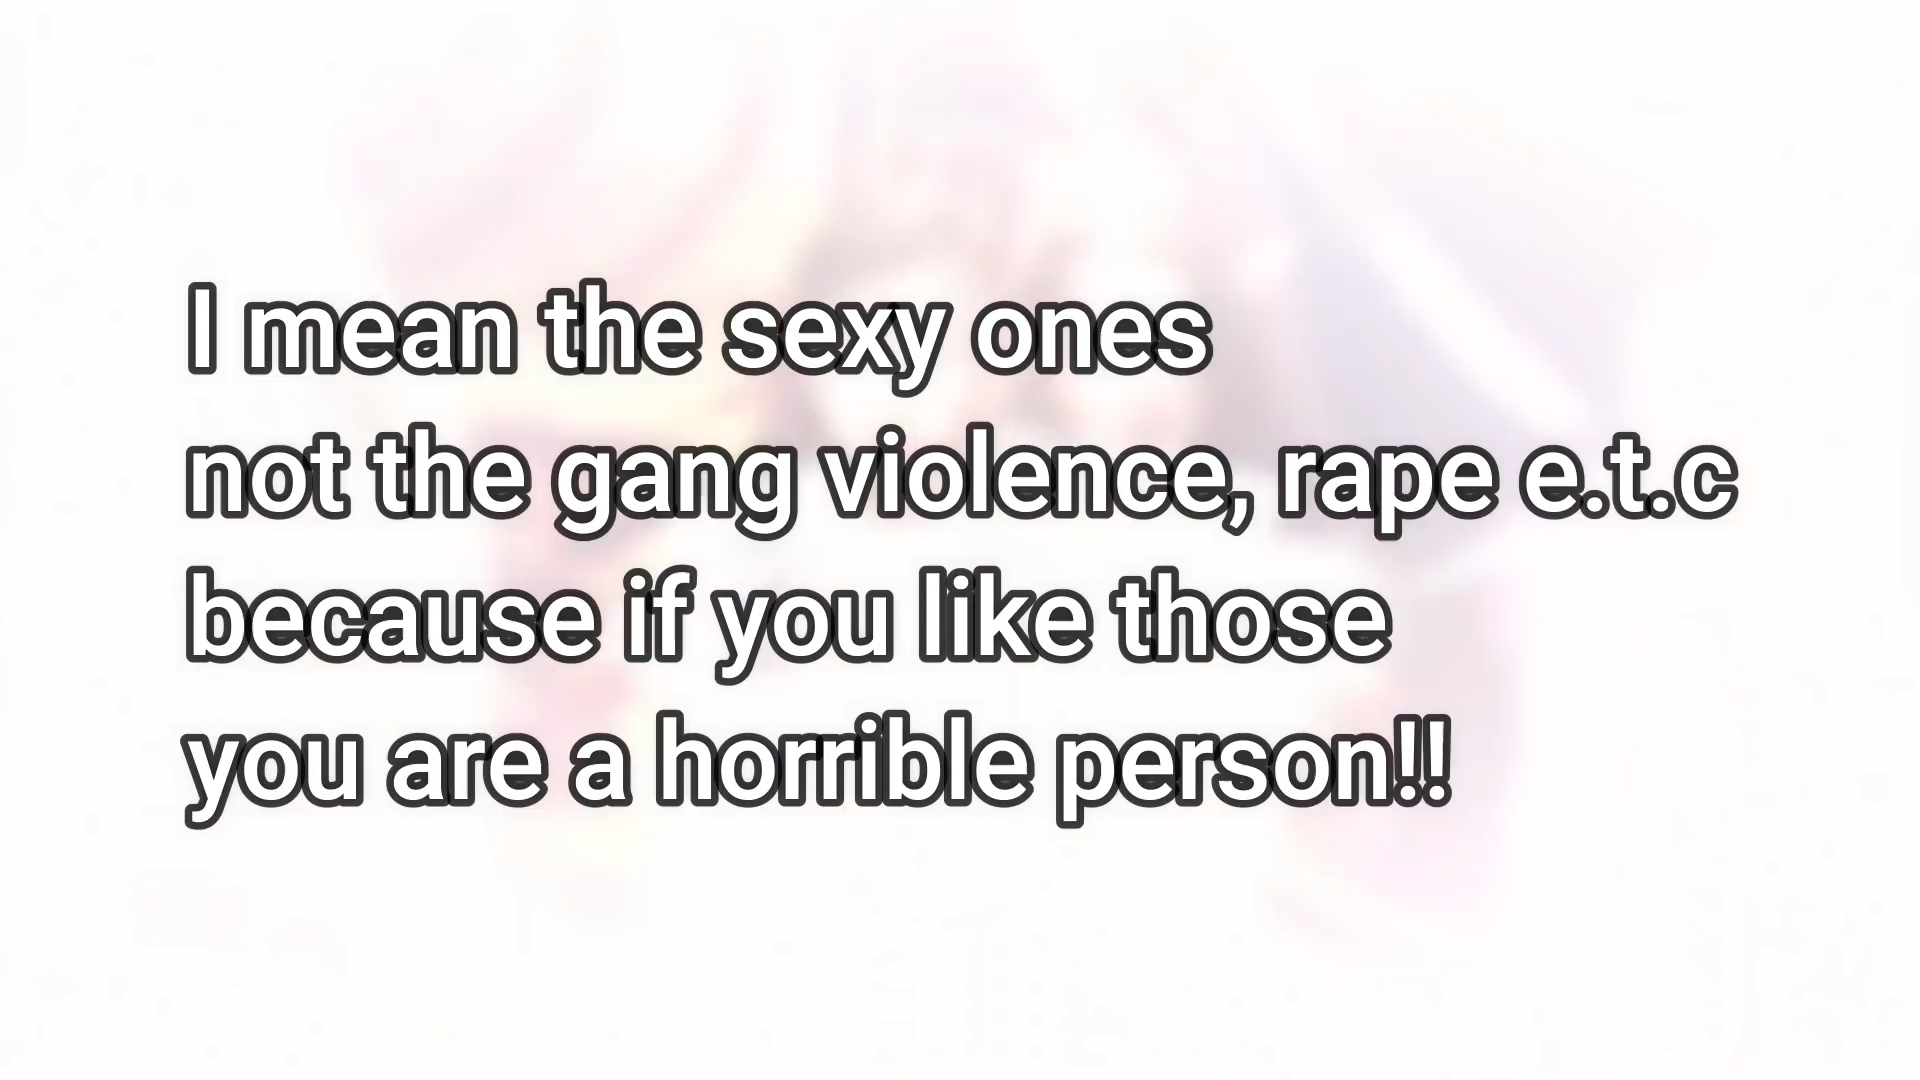 I mean the sexy ones
not the gang violence, rape e.t.c
because if you like those
you are a horrible person!!